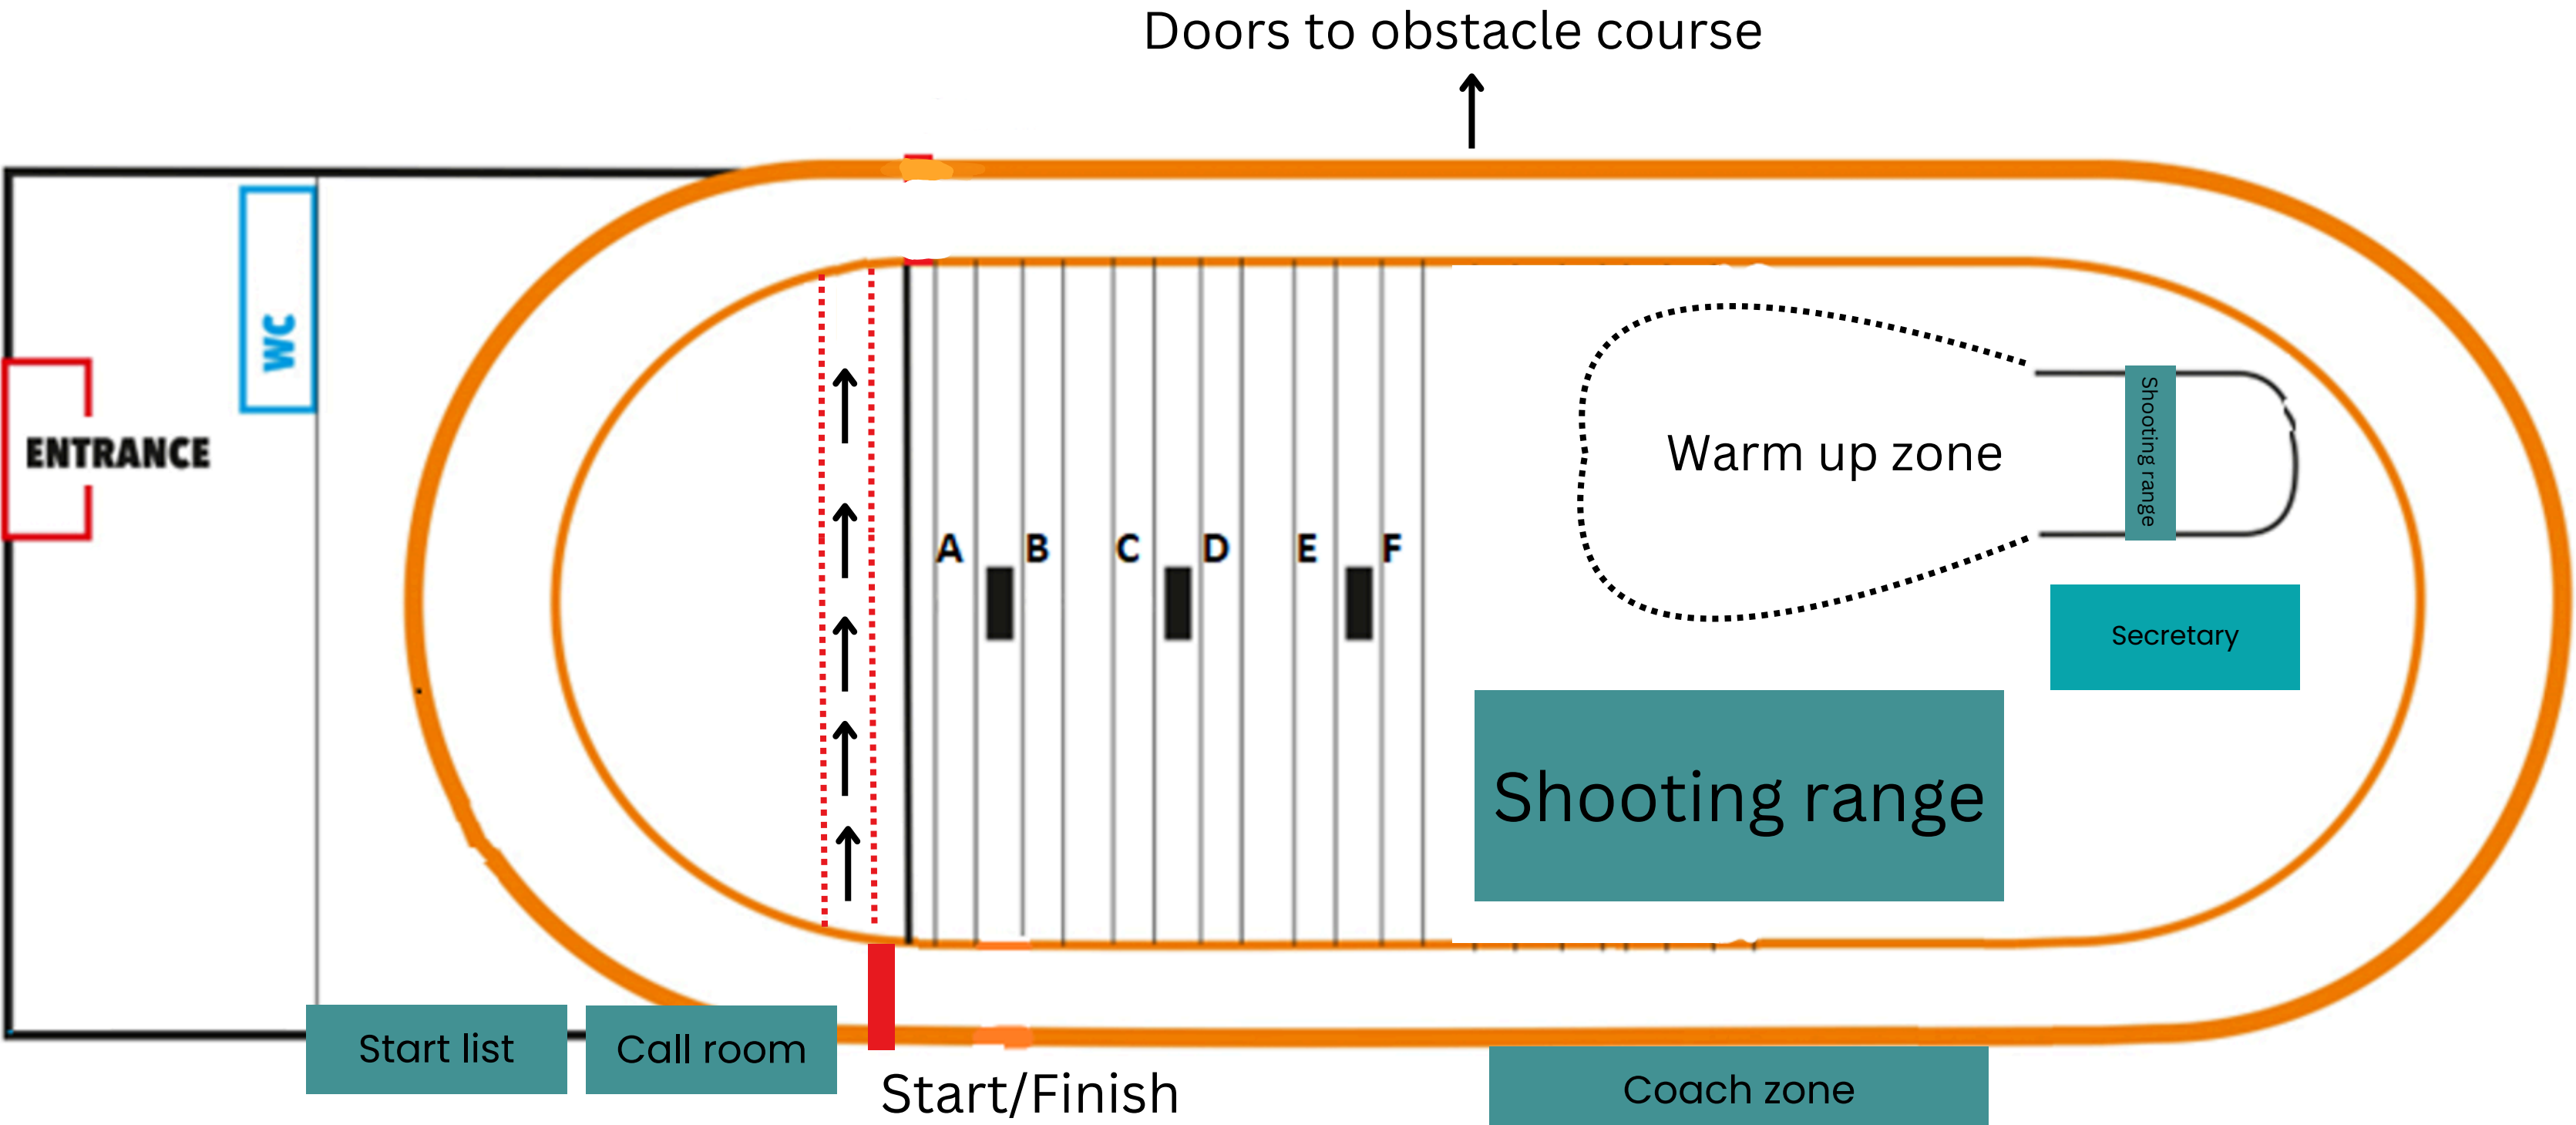 Doors to obstacle course
WC
ENTRANCE
Warm up zone
Shooting range
A B C D E F
Secretary
Shooting range
Start list
Call room
Start/Finish
Coach zone